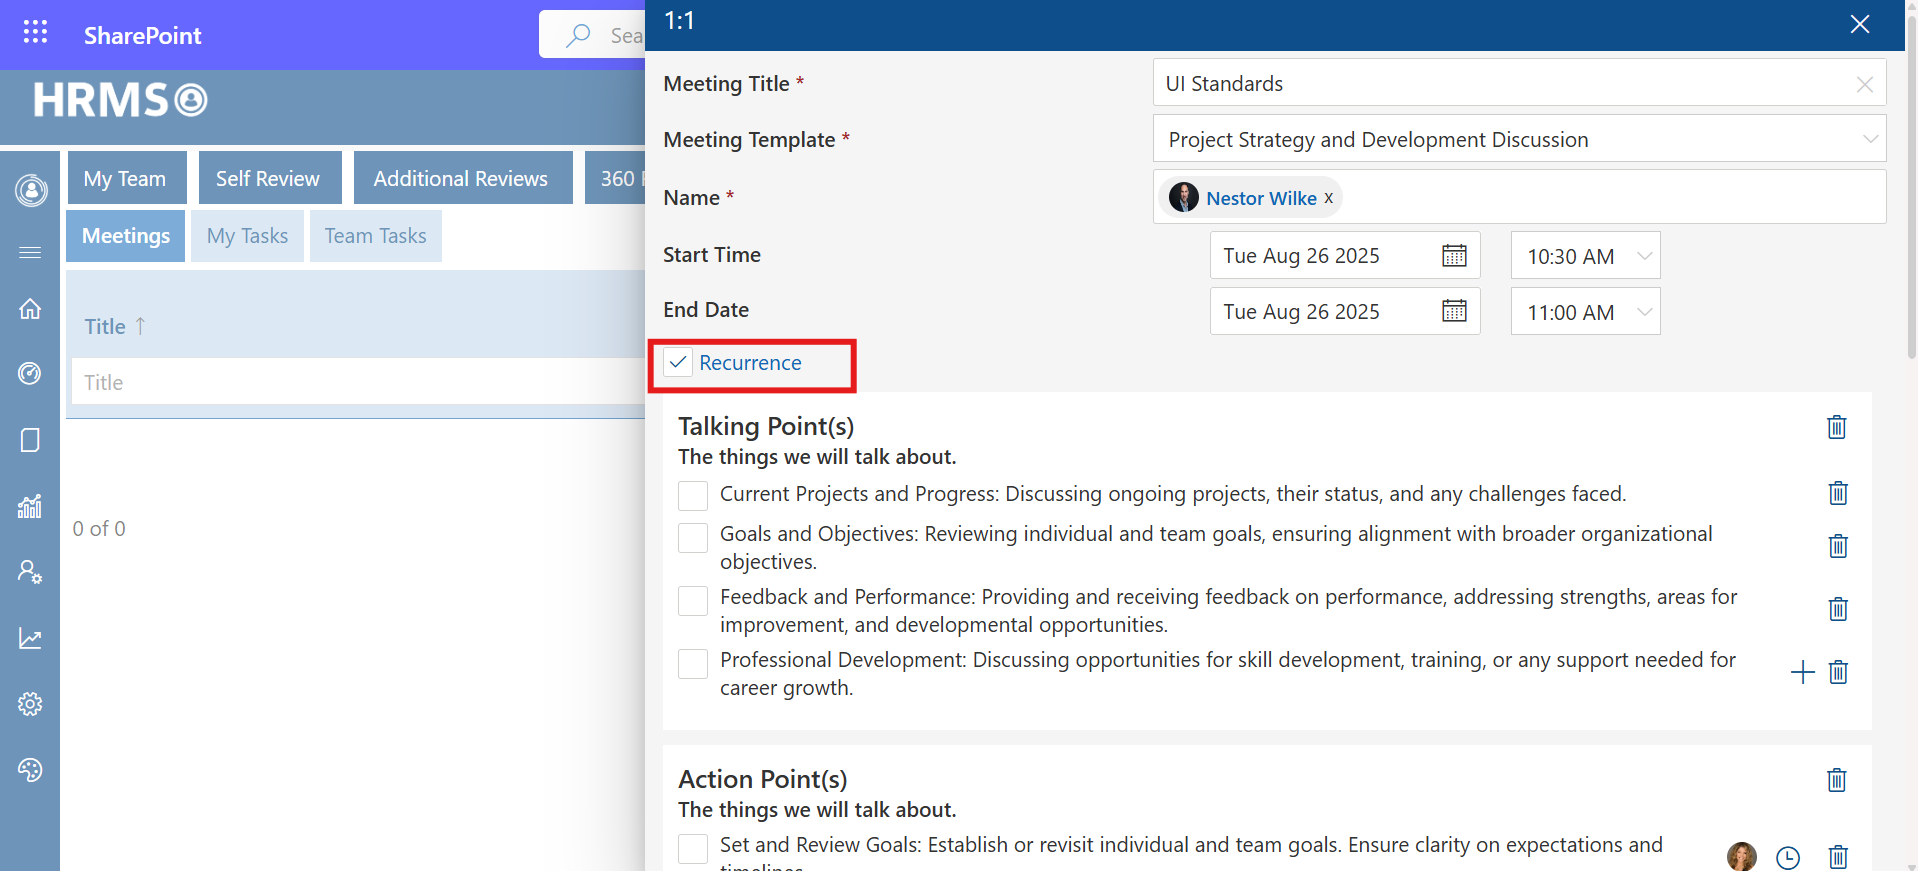 SharePoint
Sea
HRMS
My Team
Self Review
Additional Reviews
360
Meetings
My Tasks
Team Tasks
Title ↑
Title
0 of 0
1:1
Meeting Title *
UI Standards
Meeting Template *
Project Strategy and Development Discussion
Name *
Nestor Wilke x
Start Time
Tue Aug 26 2025
10:30 AM
End Date
Tue Aug 26 2025
11:00 AM
Recurrence
Talking Point(s)
The things we will talk about.
Current Projects and Progress: Discussing ongoing projects, their status, and any challenges faced.
Goals and Objectives: Reviewing individual and team goals, ensuring alignment with broader organizational
objectives.
Feedback and Performance: Providing and receiving feedback on performance, addressing strengths, areas for
improvement, and developmental opportunities.
Professional Development: Discussing opportunities for skill development, training, or any support needed for
career growth.
Action Point(s)
The things we will talk about.
Set and Review Goals: Establish or revisit individual and team goals. Ensure clarity on expectations and
timelines.